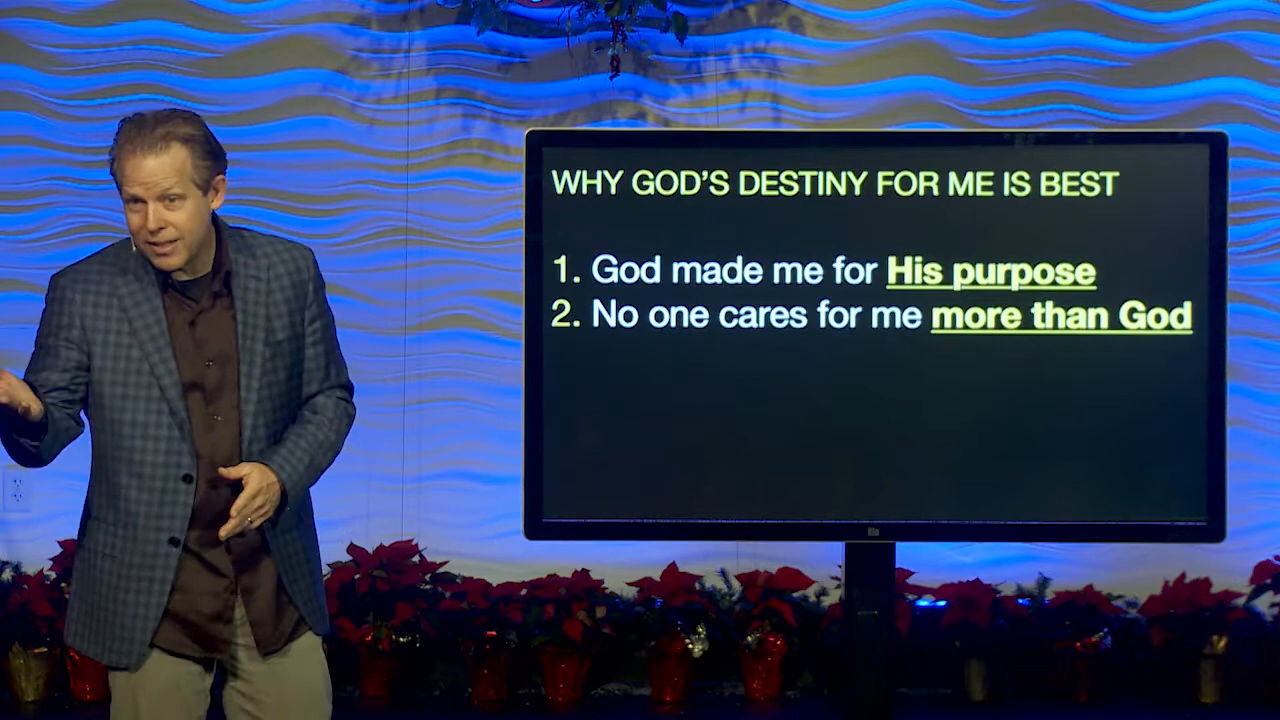 WHY GOD'S DESTINY FOR ME IS BEST
1. God made me for His purpose
2. No one cares for me more than God